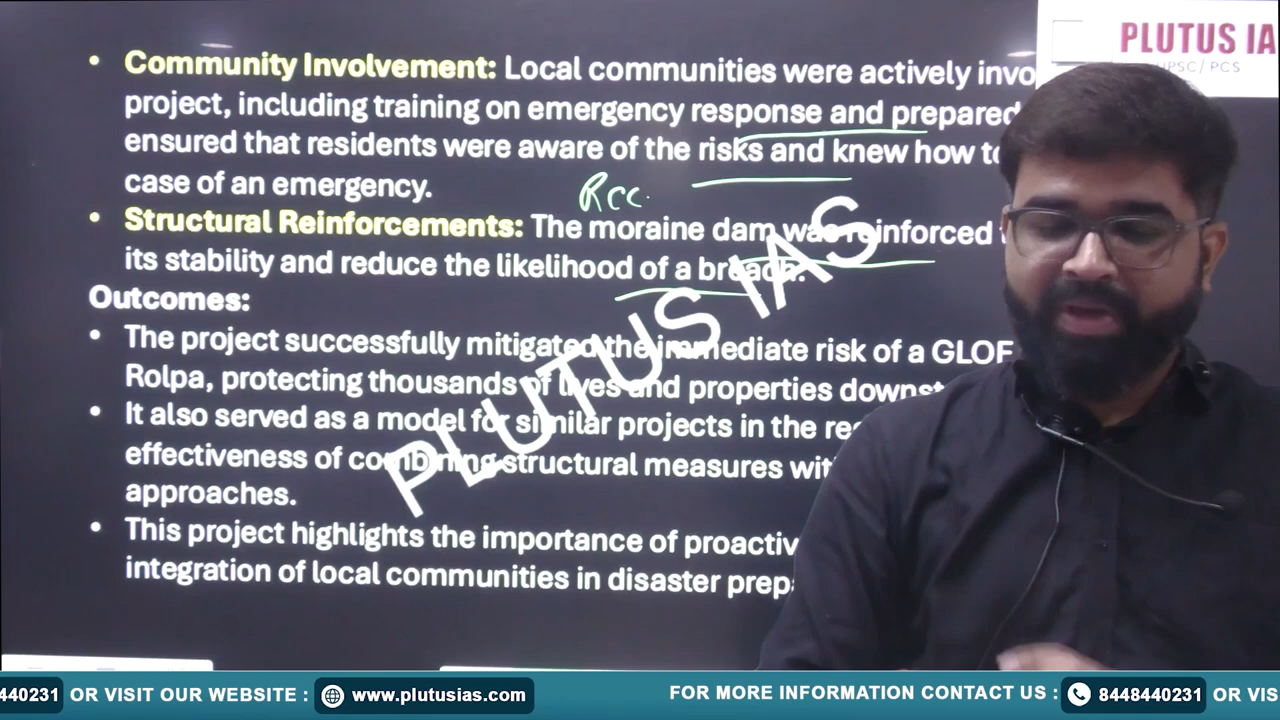 PLUTUS IA
UPSC/ PCS
• Community Involvement: Local communities were actively invo
project, including training on emergency response and prepared
ensured that residents were aware of the risks and knew how to
case of an emergency.
Rcc.
• Structural Reinforcements: The moraine dam was reinforced
its stability and reduce the likelihood of a breach.
Outcomes:
• The project successfully mitigated the immediate risk of a GLOF
Rolpa, protecting thousands of lives and properties downst
• It also served as a model for similar projects in the re
effectiveness of combining structural measures wit
approaches.
• This project highlights the importance of proactiv
integration of local communities in disaster prep
PLUTUS IAS
440231 OR VISIT OUR WEBSITE : www.plutusias.com FOR MORE INFORMATION CONTACT US : 8448440231 OR VIS